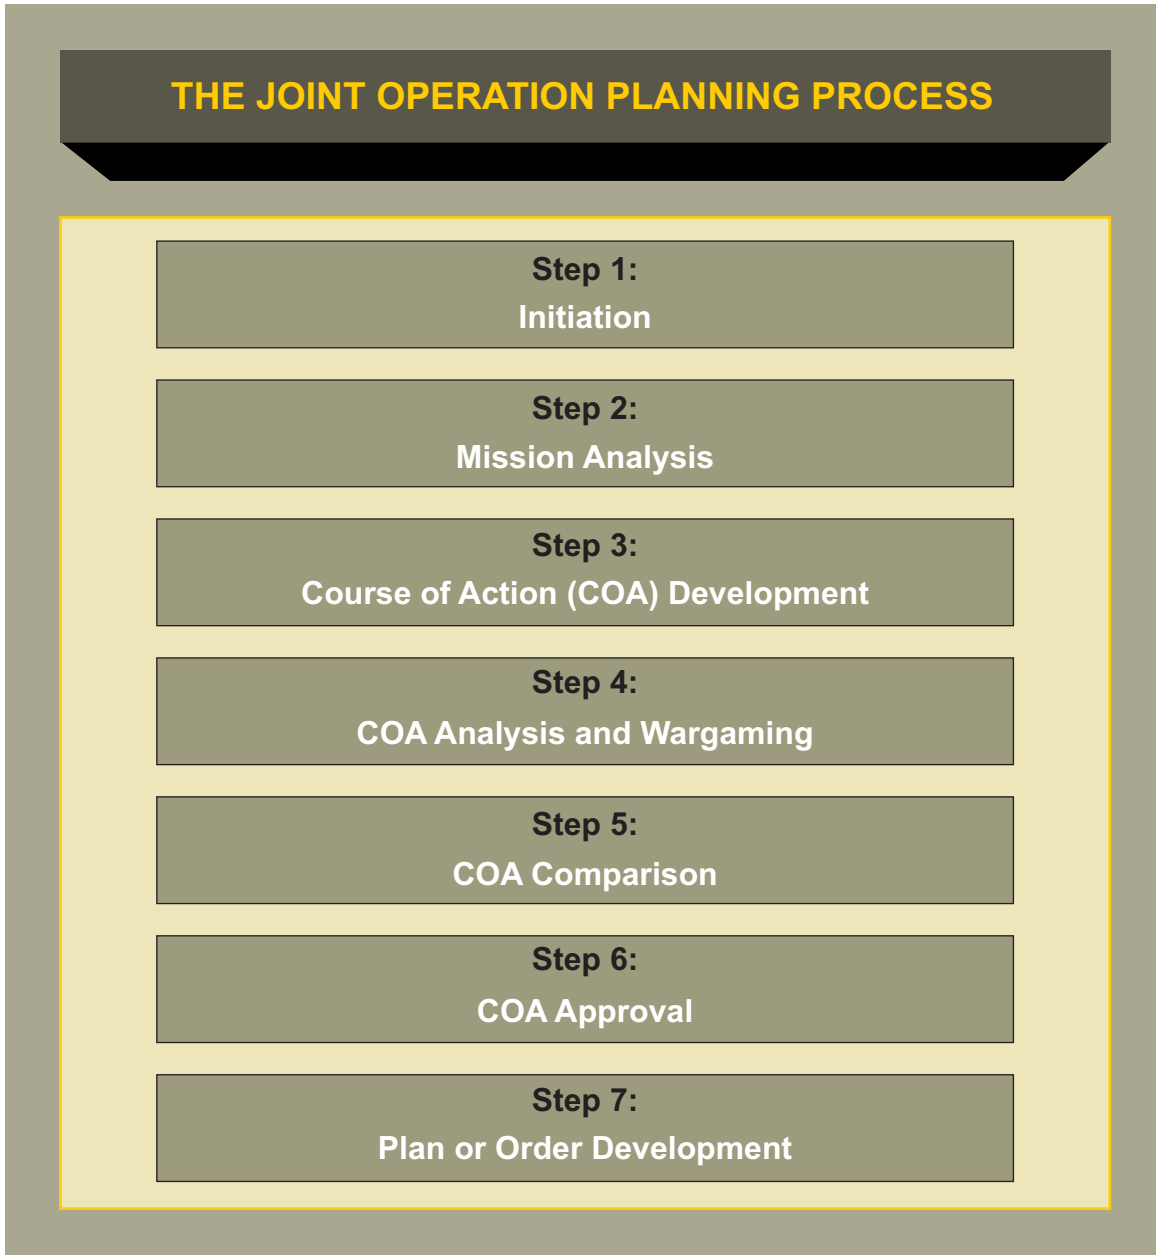 THE JOINT OPERATION PLANNING PROCESS
Step 1:
Initiation
Step 2:
Mission Analysis
Step 3:
Course of Action (COA) Development
Step 4:
COA Analysis and Wargaming
Step 5:
COA Comparison
Step 6:
COA Approval
Step 7:
Plan or Order Development